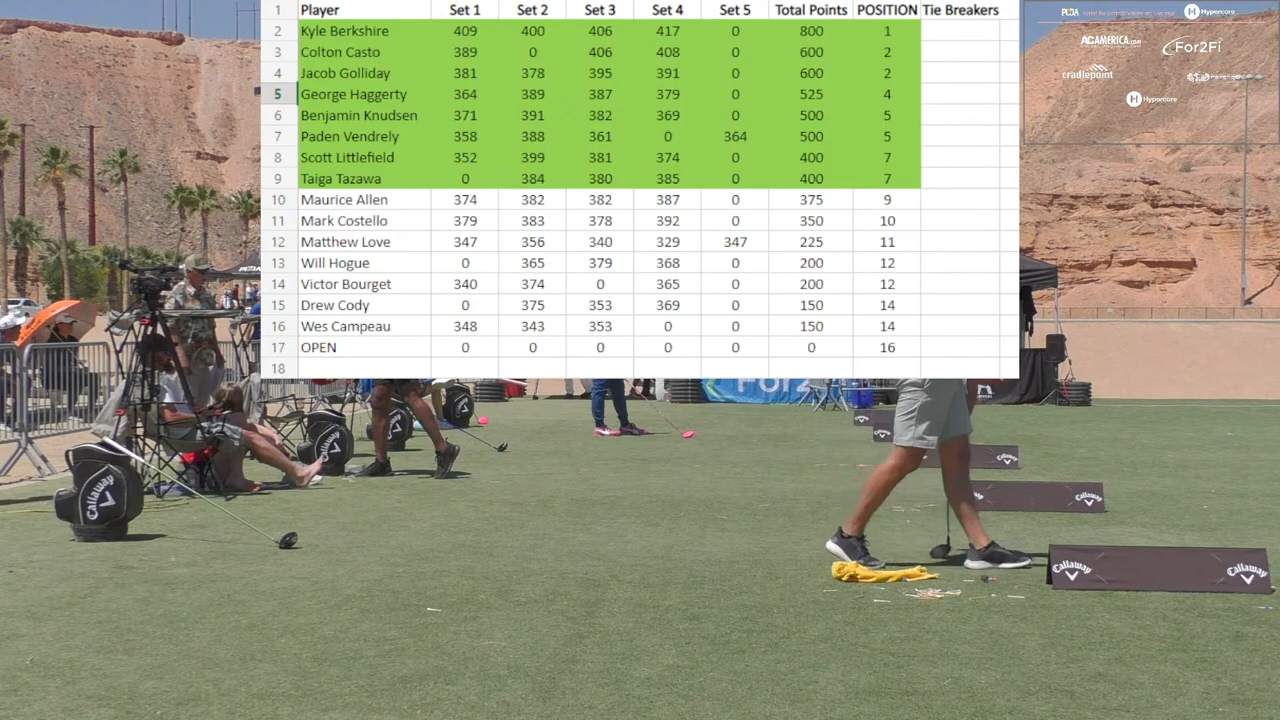 1 Player Set 1 Set 2 Set 3 Set 4 Set 5 Total Points POSITION Tie Breakers
2 Kyle Berkshire 409 400 406 417 0 800 1
3 Colton Casto 389 0 406 408 0 600 2
4 Jacob Golliday 381 378 395 391 0 600 2
5 George Haggerty 364 389 387 379 0 525 4
6 Benjamin Knudsen 371 391 382 369 0 500 5
7 Paden Vendrely 358 388 361 0 364 500 5
8 Scott Littlefield 352 399 381 374 0 400 7
9 Taiga Tazawa 0 384 380 385 0 400 7
10 Maurice Allen 374 382 382 387 0 375 9
11 Mark Costello 379 383 378 392 0 350 10
12 Matthew Love 347 356 340 329 347 225 11
13 Will Hogue 0 365 379 368 0 200 12
14 Victor Bourget 340 374 0 365 0 200 12
15 Drew Cody 0 375 353 369 0 150 14
16 Wes Campeau 348 343 353 0 0 150 14
17 OPEN 0 0 0 0 0 0 16
18
Hypercore
ACAMERICA.com
For2Fi
cradlepoint
Hypercore
For2
Callaway
Callaway
Callaway
Callaway
Callaway
Callaway